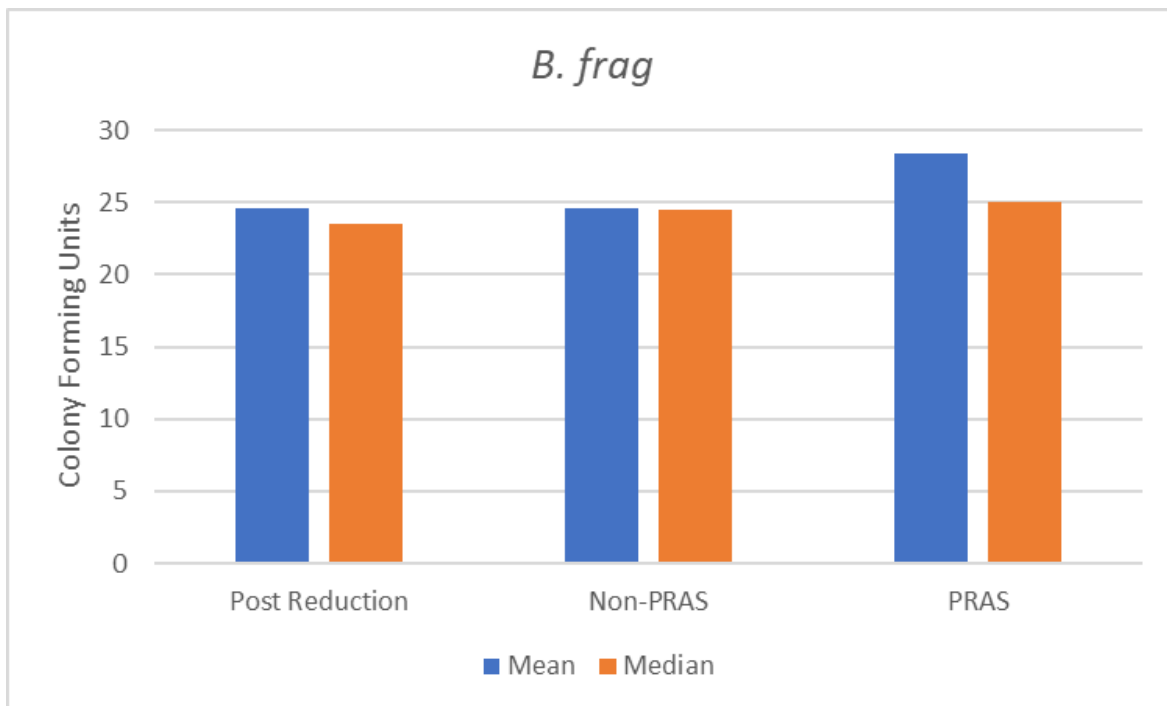 B. frag
Colony Forming Units
30
25
20
15
10
5
0
Post Reduction Non-PRAS PRAS
Mean Median